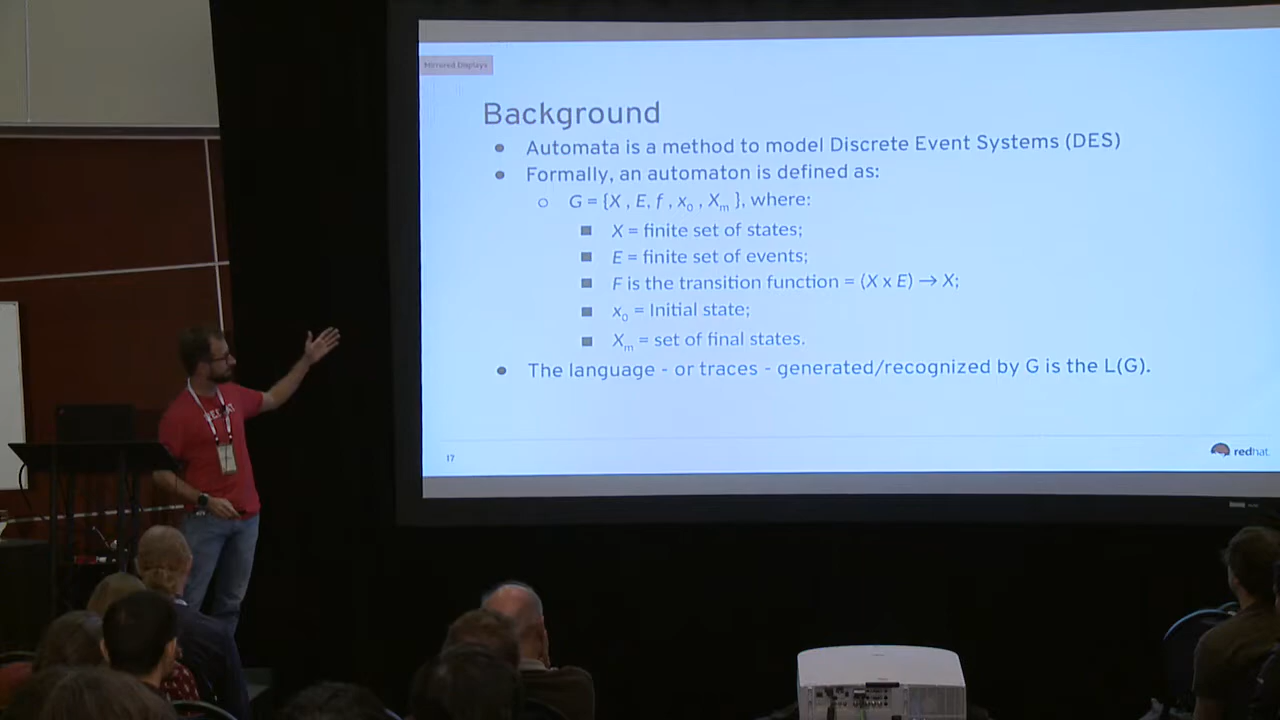 Mirrored Displays
Background
Automata is a method to model Discrete Event Systems (DES)
Formally, an automaton is defined as:
G = {X , E, f , x₀ , Xₘ }, where:
X = finite set of states;
E = finite set of events;
F is the transition function = (X x E) → X;
x₀ = Initial state;
Xₘ = set of final states.
The language - or traces - generated/recognized by G is the L(G).
17
redhat.